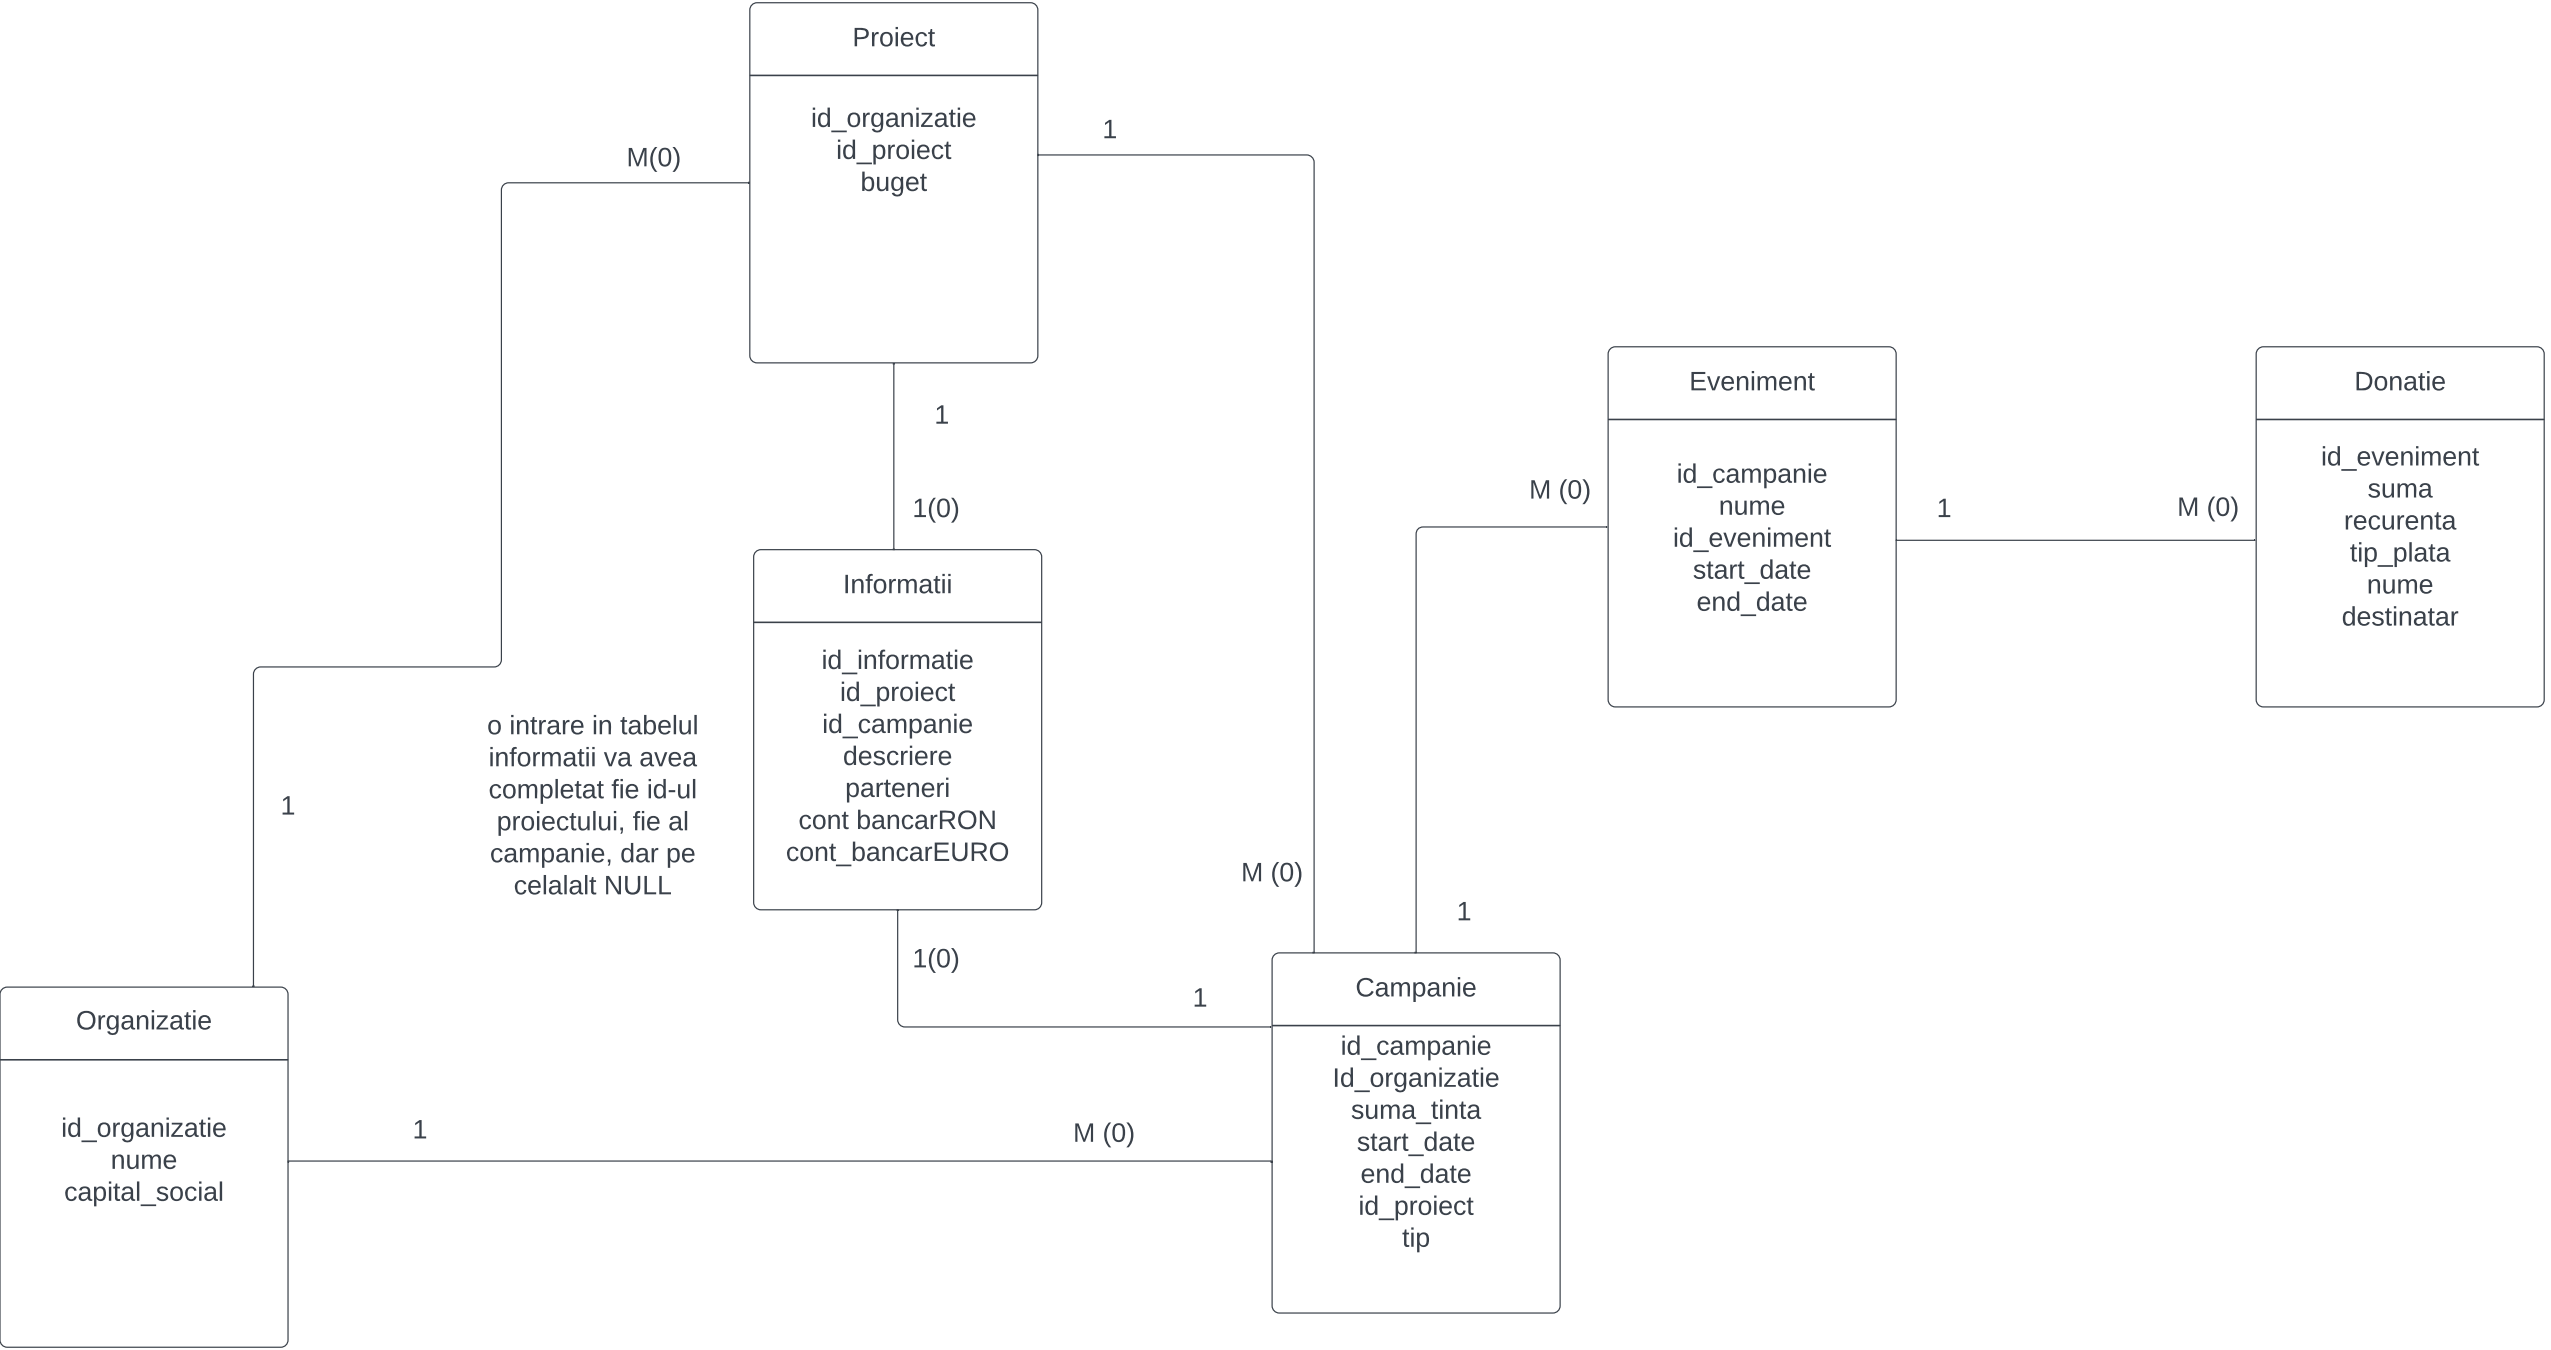 Proiect
id_organizatie
id_proiect
buget
M(0)
1
1
1(0)
Informatii
id_informatie
id_proiect
id_campanie
descriere
parteneri
cont bancarRON
cont_bancarEURO
1(0)
1
o intrare in tabelul
informatii va avea
completat fie id-ul
proiectului, fie al
campanie, dar pe
celalalt NULL
1
Organizatie
id_organizatie
nume
capital_social
1
M (0)
M (0)
1
Campanie
id_campanie
Id_organizatie
suma_tinta
start_date
end_date
id_proiect
tip
M (0)
Eveniment
id_campanie
nume
id_eveniment
start_date
end_date
1
M (0)
Donatie
id_eveniment
suma
recurenta
tip_plata
nume
destinatar